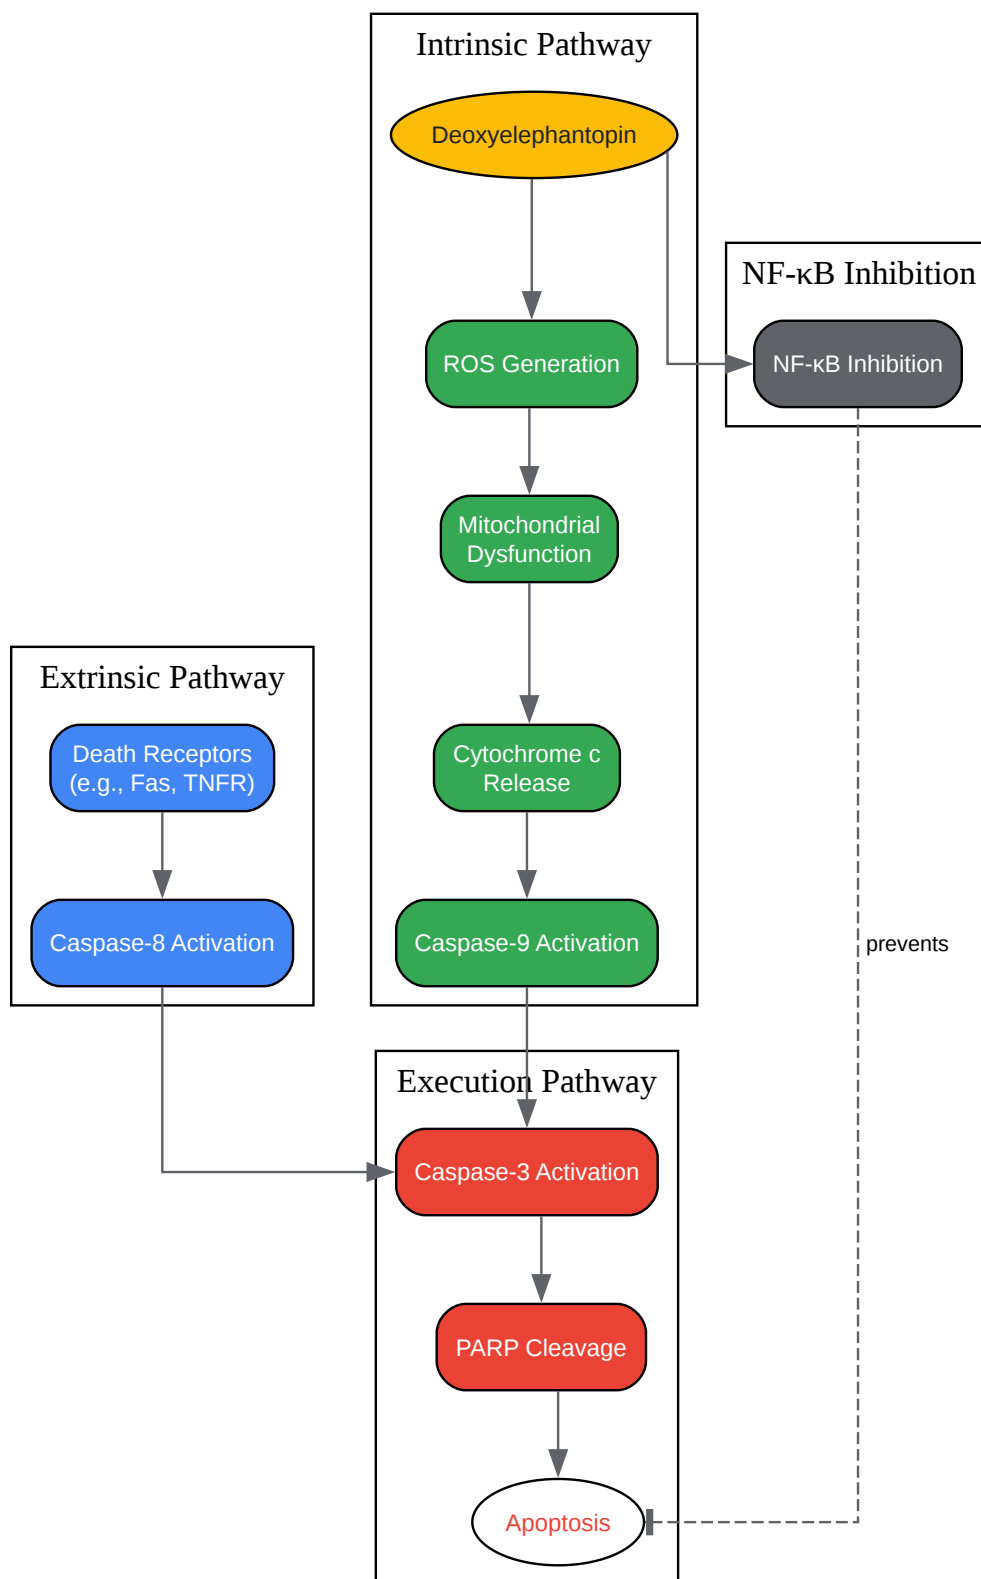 Intrinsic Pathway
Deoxyelephantopin
NF-κB Inhibition
ROS Generation
NF-κB Inhibition
Mitochondrial
Dysfunction
Extrinsic Pathway
Death Receptors
(e.g., Fas, TNFR)
Cytochrome c
Release
Caspase-8 Activation
Caspase-9 Activation
prevents
Execution Pathway
Caspase-3 Activation
PARP Cleavage
Apoptosis